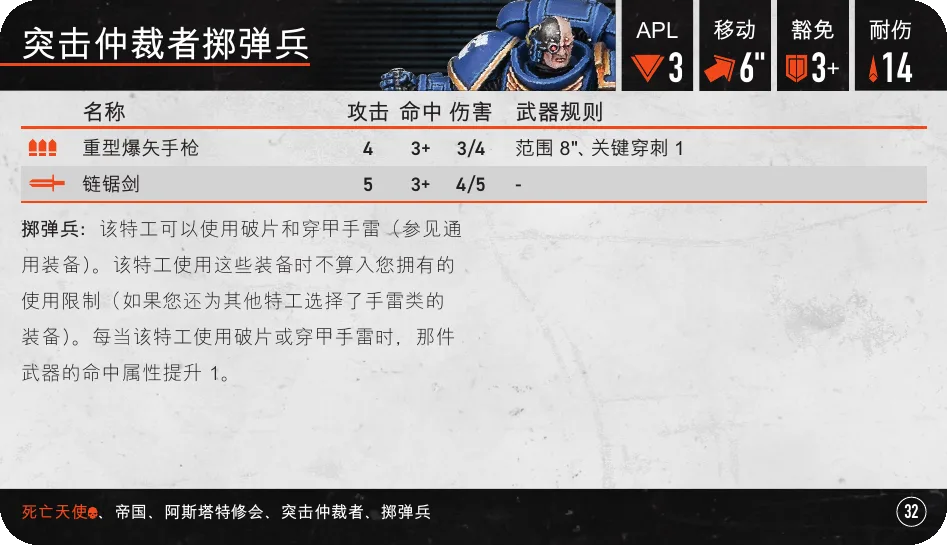 突击仲裁者掷弹兵
APL 3
移动 6"
豁免 3+
耐伤 14
名称 攻击 命中 伤害 武器规则
重型爆矢手枪 4 3+ 3/4 范围 8"、关键穿刺 1
链锯剑 5 3+ 4/5 -
掷弹兵：该特工可以使用破片和穿甲手雷（参见通
用装备）。该特工使用这些装备时不算入您拥有的
使用限制（如果您还为其他特工选择了手雷类的
装备）。每当该特工使用破片或穿甲手雷时，那件
武器的命中属性提升 1。
死亡天使、帝国、阿斯塔特修会、突击仲裁者、掷弹兵
32